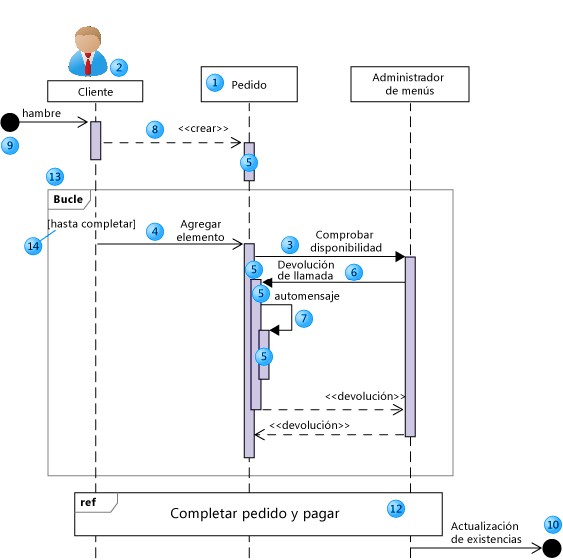 2
Cliente
1
Pedido
Administrador
de menús
hambre
9
8
<<crear>>
5
13
Bucle
[hasta completar]
14
4
Agregar
elemento
3
Comprobar
disponibilidad
5
Devolución
de llamada
6
5
automensaje
7
5
<<devolución>>
<<devolución>>
ref
Completar pedido y pagar
12
Actualización
de existencias
10